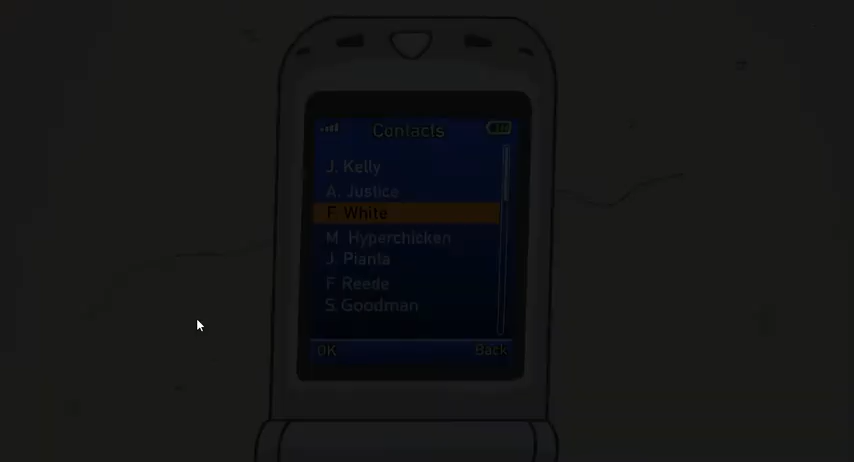 Contacts
J. Kelly
A. Justice
F. White
M. Hyperchicken
J. Pianta
F. Reede
S. Goodman
OK
Back